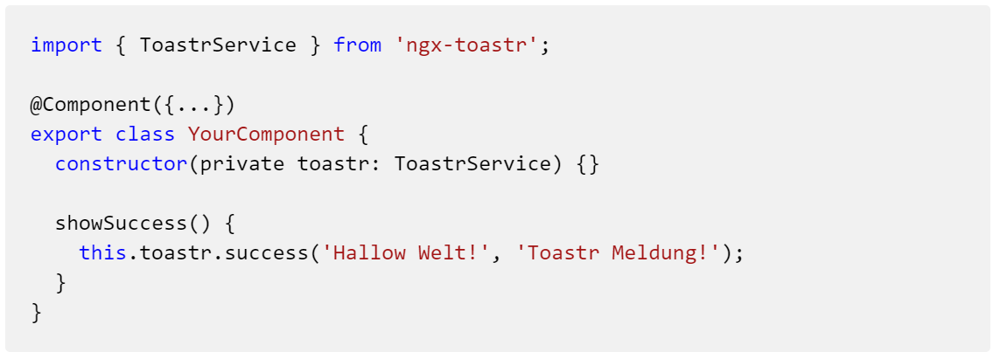 import { ToastrService } from 'ngx-toastr';
@Component({...})
export class YourComponent {
  constructor(private toastr: ToastrService) {}
  showSuccess() {
    this.toastr.success('Hallow Welt!', 'Toastr Meldung!');
  }
}